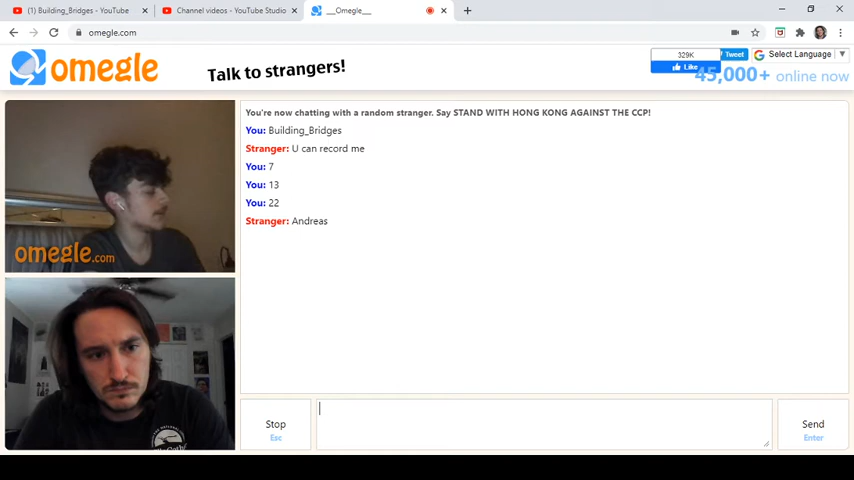 (1) Building_Bridges - YouTube
Channel videos - YouTube Studio
___Omegle___
omegle.com
omegle
Talk to strangers!
329K
Like
Tweet
Select Language
45,000+ online now
You're now chatting with a random stranger. Say STAND WITH HONG KONG AGAINST THE CCP!
You: Building_Bridges
Stranger: U can record me
You: 7
You: 13
You: 22
Stranger: Andreas
omegle.com
Stop
Esc
Send
Enter